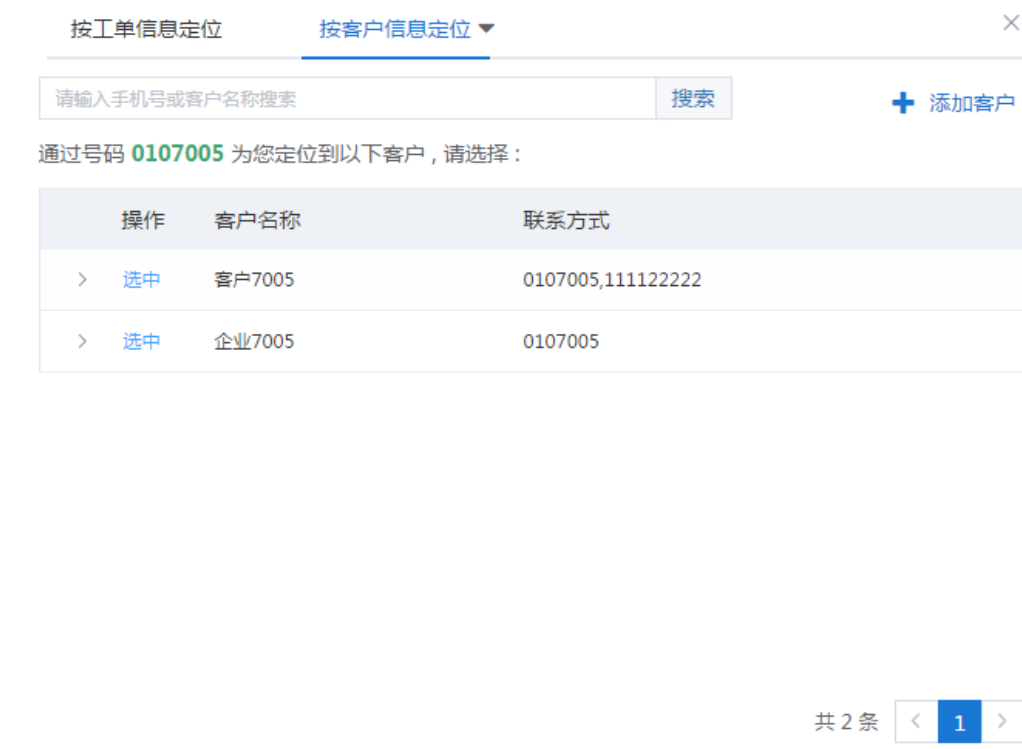 按工单信息定位 按客户信息定位
请输入手机号或客户名称搜索 搜索 添加客户
通过号码 0107005 为您定位到以下客户，请选择：
操作 客户名称 联系方式
选中 客户7005 0107005,111122222
选中 企业7005 0107005
共 2 条 1